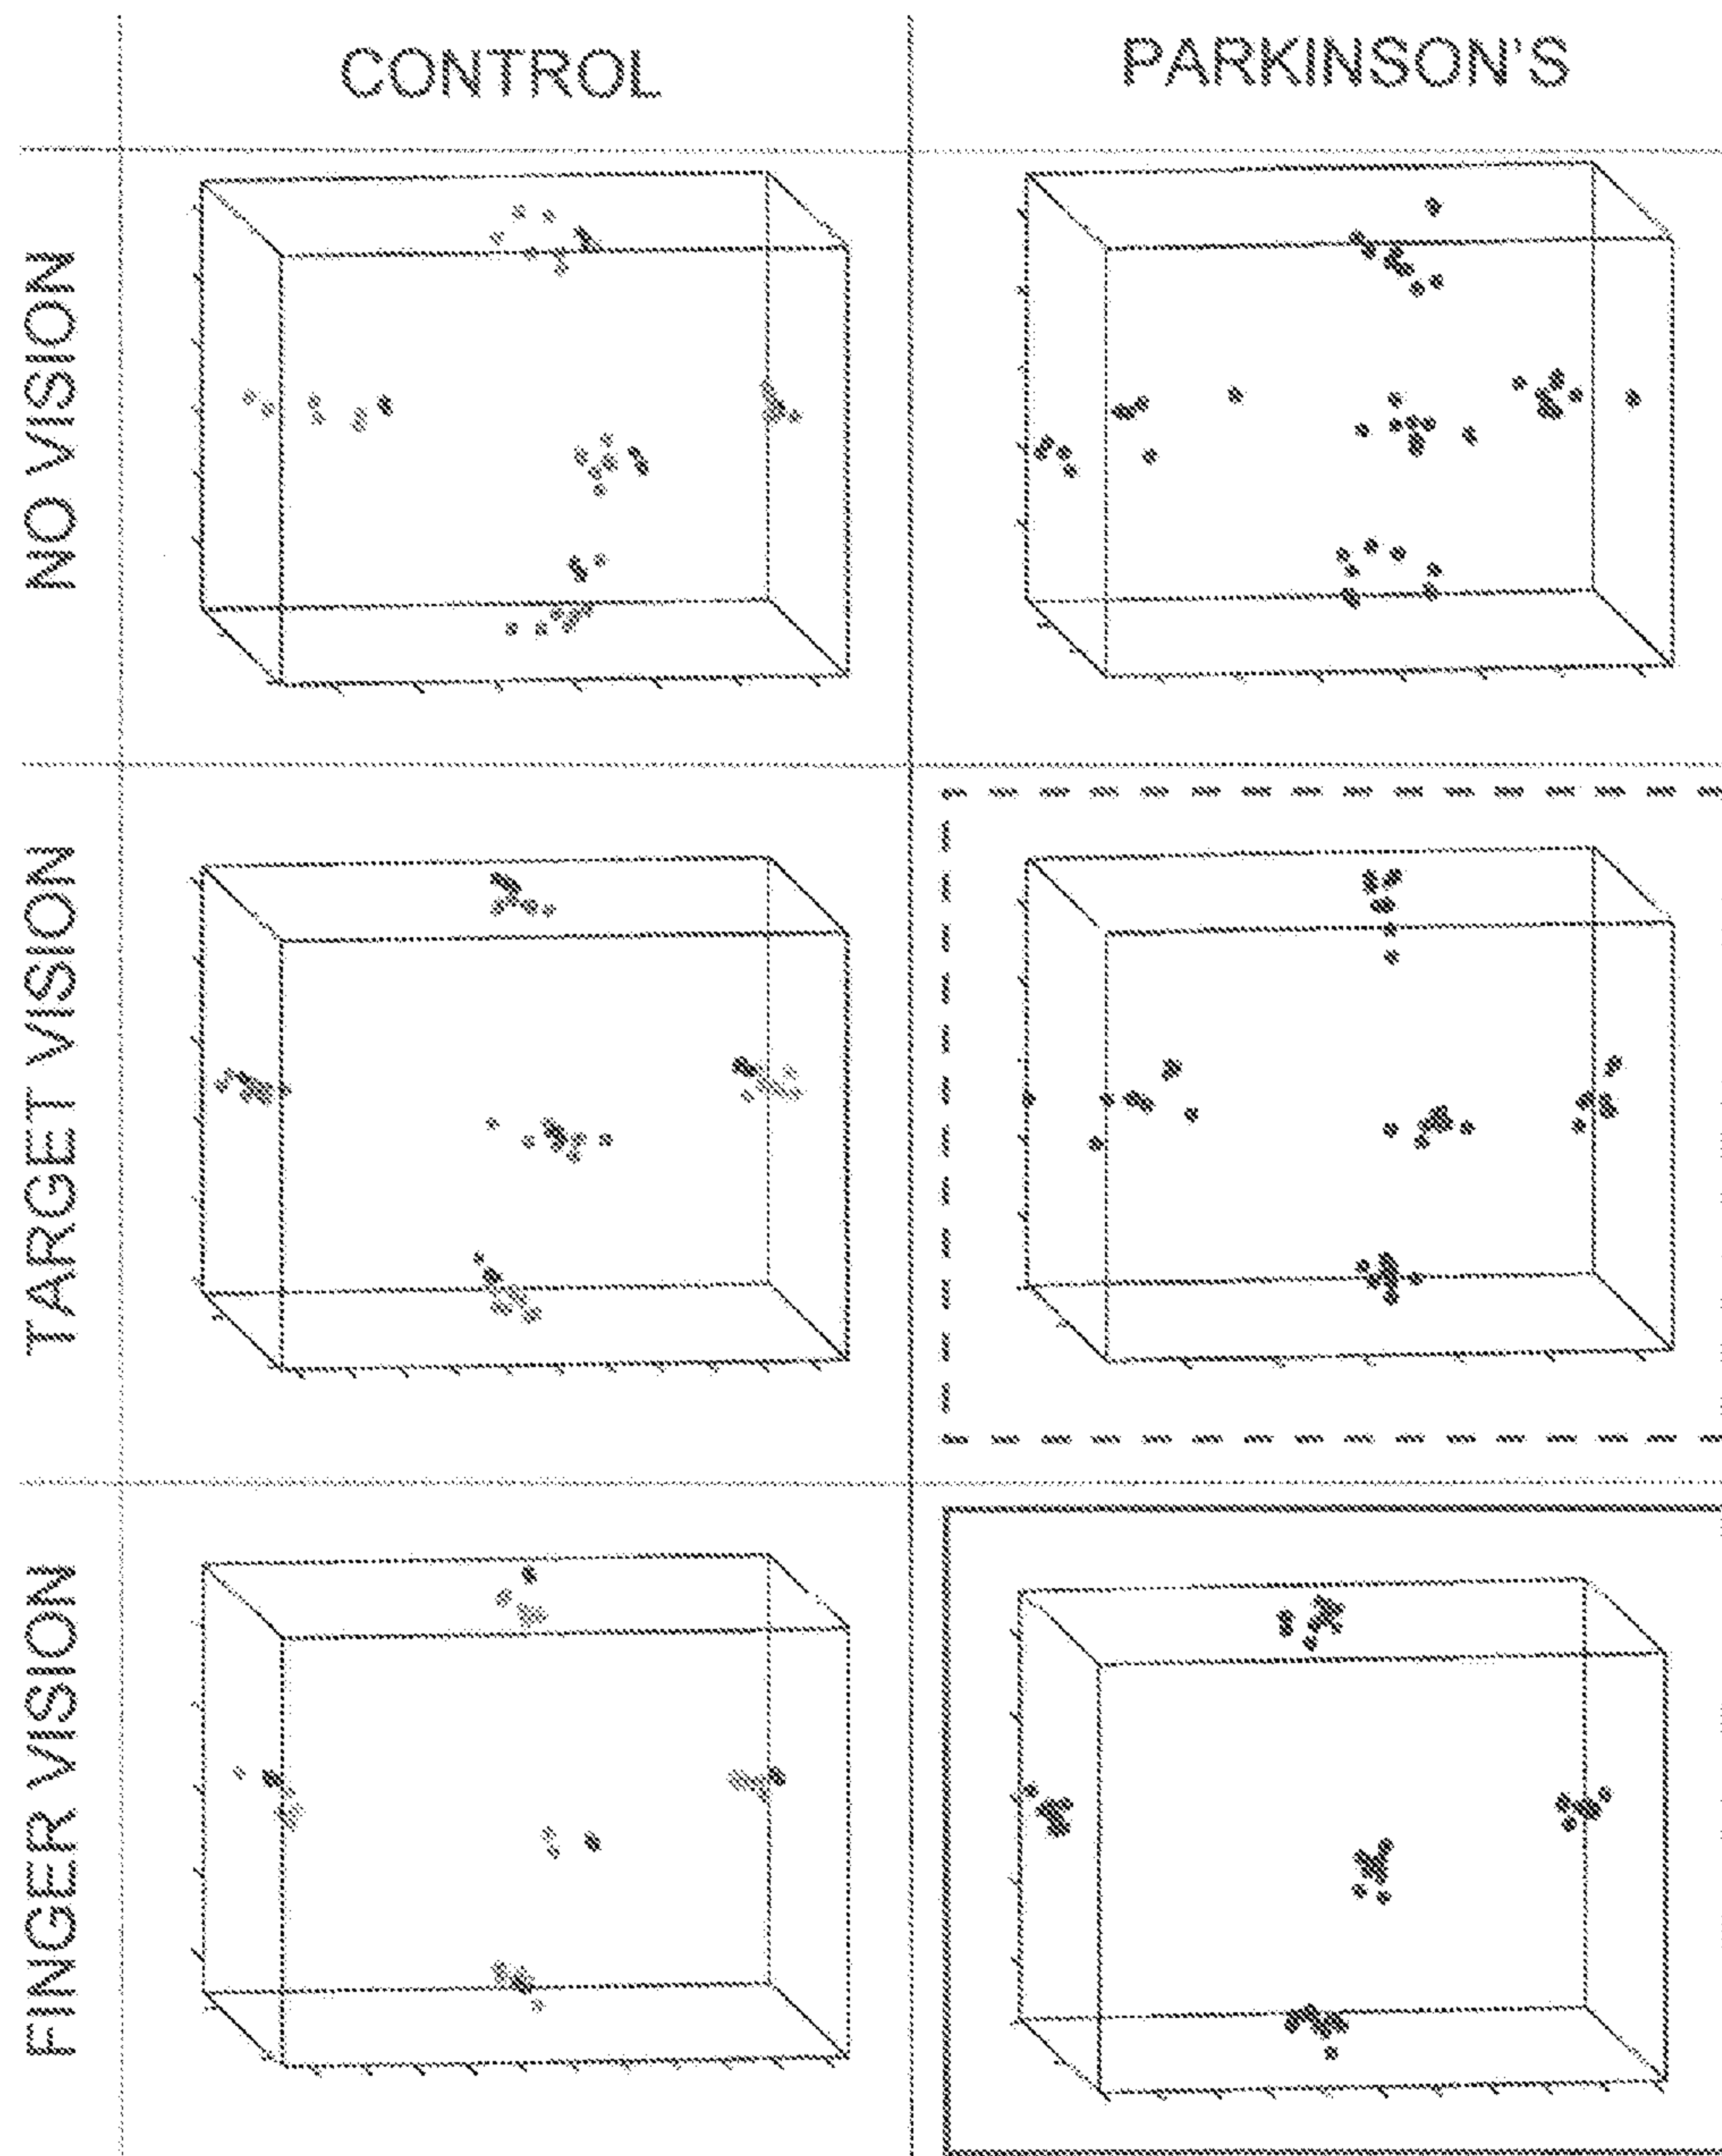 CONTROL
PARKINSON'S
NO VISION
TARGET VISION
FINGER VISION